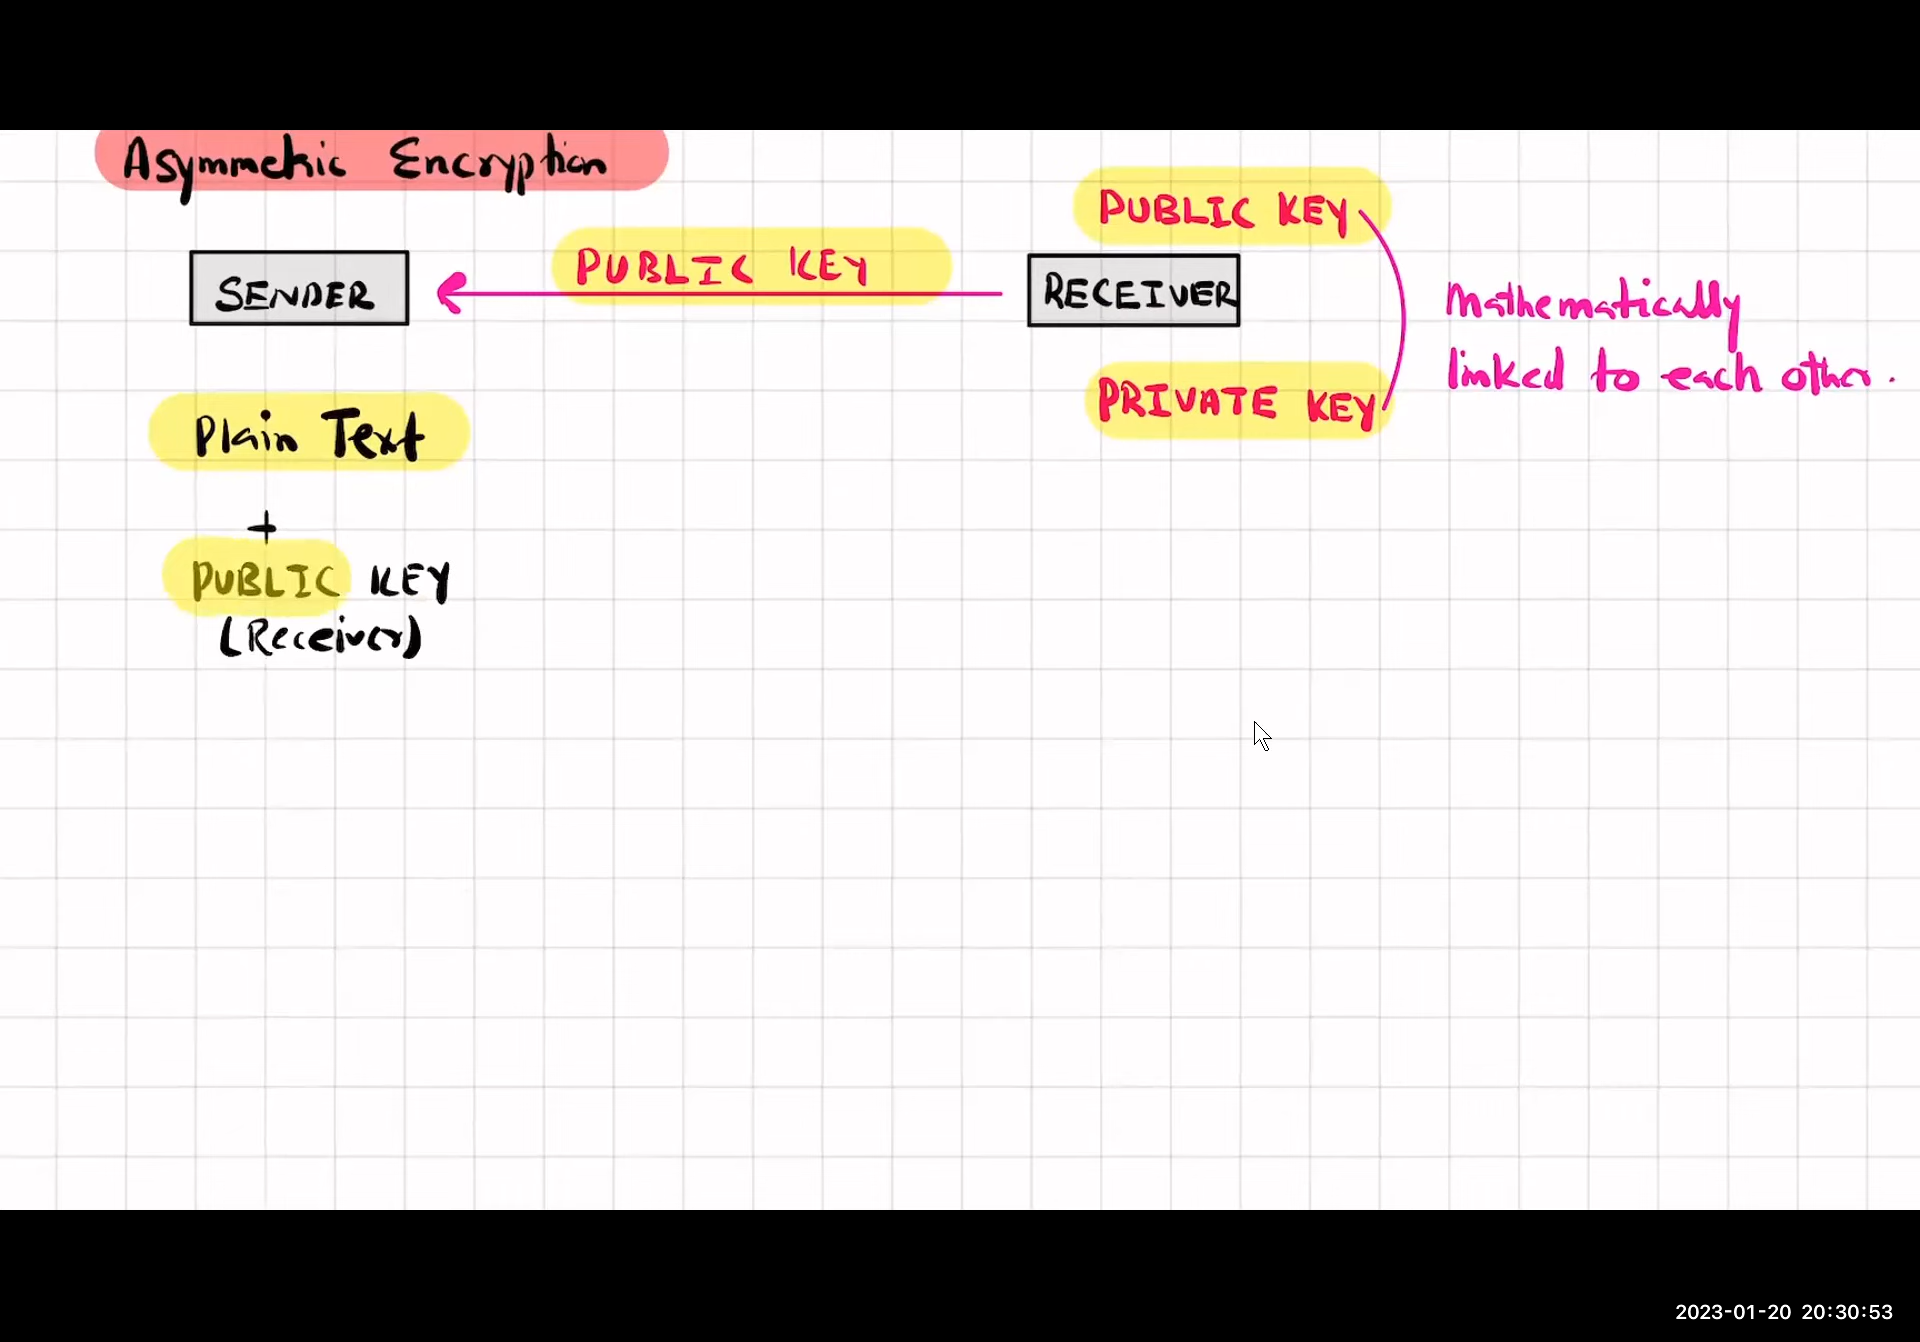 Asymmetric Encryption
PUBLIC KEY
PUBLIC KEY
SENDER
RECEIVER
Mathematically
linked to each other.
PRIVATE KEY
Plain Text
+
PUBLIC KEY
(Receiver)
2023-01-20 20:30:53